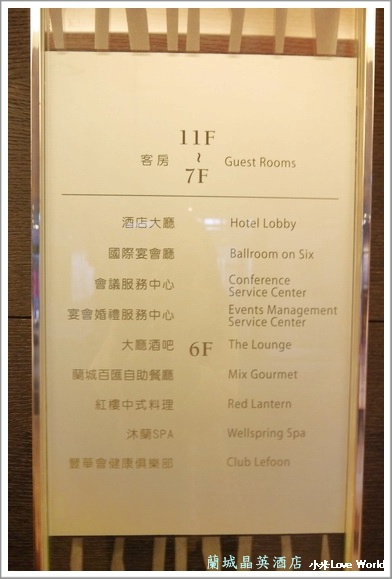 11F
客房 ~ Guest Rooms
7F
酒店大廳 Hotel Lobby
國際宴會廳 Ballroom on Six
會議服務中心 Conference Service Center
宴會婚禮服務中心 Events Management Service Center
大廳酒吧 6F The Lounge
蘭城百匯自助餐廳 Mix Gourmet
紅樓中式料理 Red Lantern
沐蘭SPA Wellspring Spa
豐華會健康俱樂部 Club Lefoon
蘭城晶英酒店 小米Love World